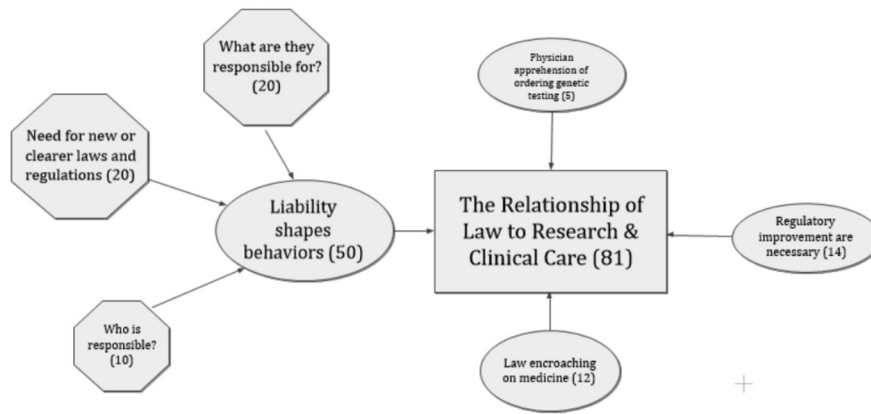 What are they
responsible for?
(20)
Physician
apprehension of
ordering genetic
testing (5)
Need for new or
clearer laws and
regulations (20)
Liability
shapes
behaviors (50)
The Relationship of
Law to Research &
Clinical Care (81)
Regulatory
improvement are
necessary (14)
Who is
responsible?
(10)
Law encroaching
on medicine (12)